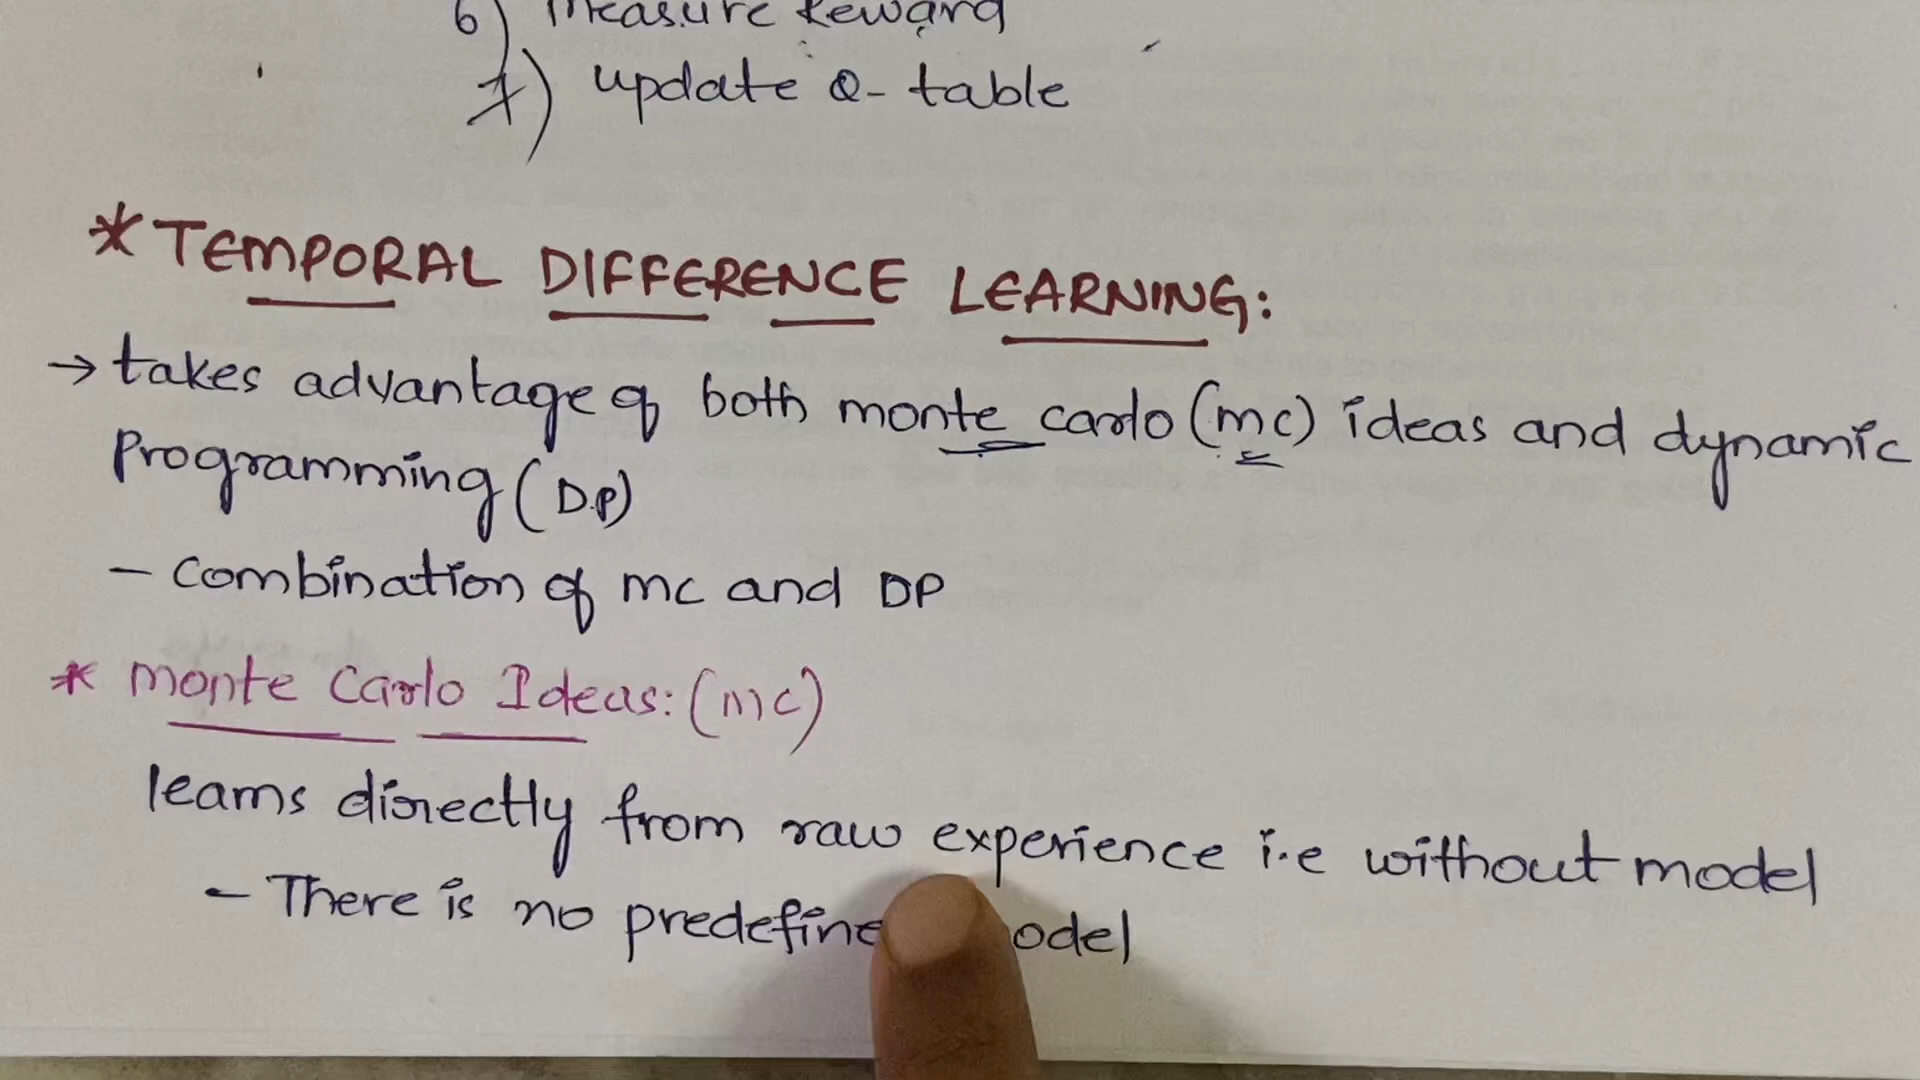 6) Measure Reward
7) update Q- table
* TEMPORAL DIFFERENCE LEARNING:
→ takes advantage of both monte carlo (mc) ideas and dynamic
Programming (DP)
- combination of mc and DP
* Monte Carlo Ideas: (mc)
learns directly from raw experience i.e without model
- There is no predefine odel